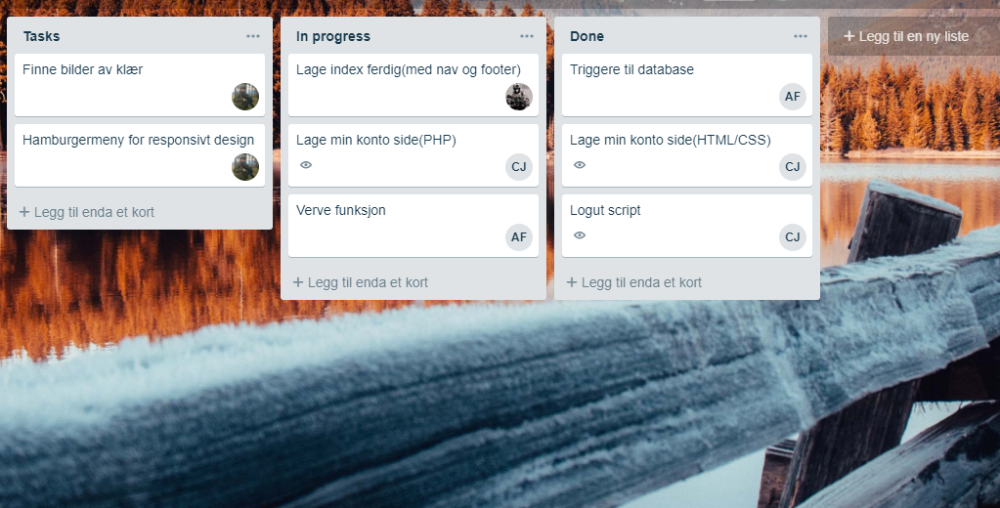 Tasks
Finne bilder av klær
Hamburgermeny for responsivt design
+ Legg til enda et kort
In progress
Lage index ferdig(med nav og footer)
Lage min konto side(PHP)
CJ
Verve funksjon
AF
+ Legg til enda et kort
Done
Triggere til database
AF
Lage min konto side(HTML/CSS)
CJ
Logut script
CJ
+ Legg til enda et kort
+ Legg til en ny liste